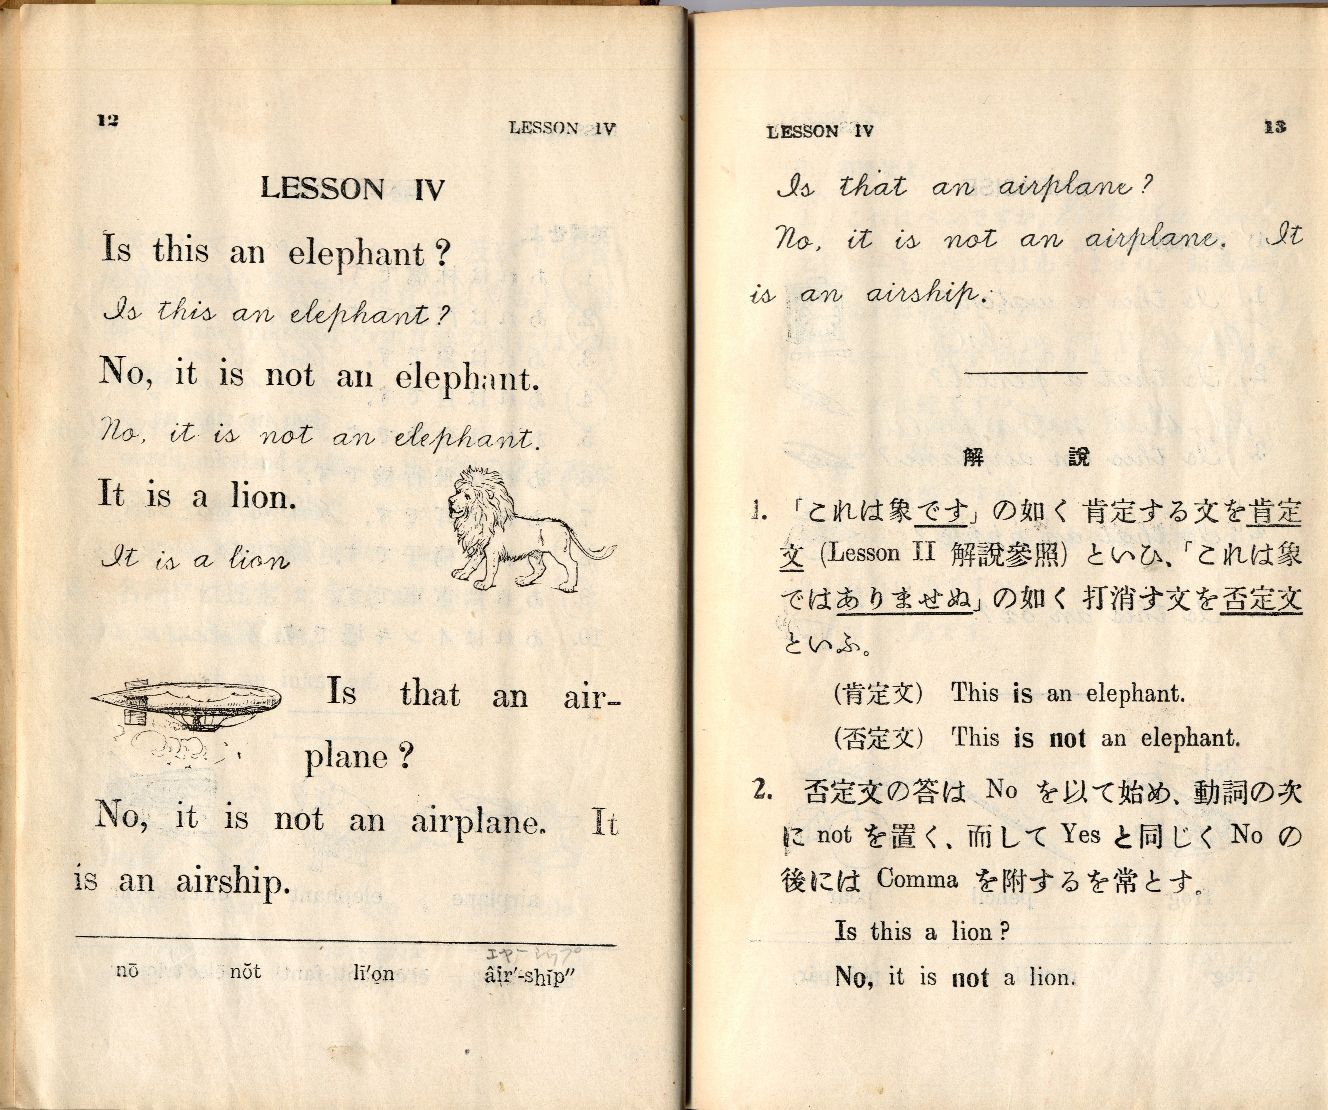 12
LESSON IV
LESSON IV
Is this an elephant?
Is this an elephant?
No, it is not an elephant.
No, it is not an elephant.
It is a lion.
It is a lion
Is that an air-
plane?
No, it is not an airplane. It
is an airship.
nō nŏt lī′ǫn âir′-shĭp″
LESSON IV
13
Is that an airplane?
No, it is not an airplane. It
is an airship.
解 說
1. 「これは象です」の如く肯定する文を肯定
文 (Lesson II 解說參照) といひ、「これは象
ではありませぬ」の如く打消す文を否定文
といふ。
(肯定文) This is an elephant.
(否定文) This is not an elephant.
2. 否定文の答は No を以て始め、動詞の次
に not を置く、而して Yes と同じく No の
後には Comma を附するを常とす。
Is this a lion?
No, it is not a lion.